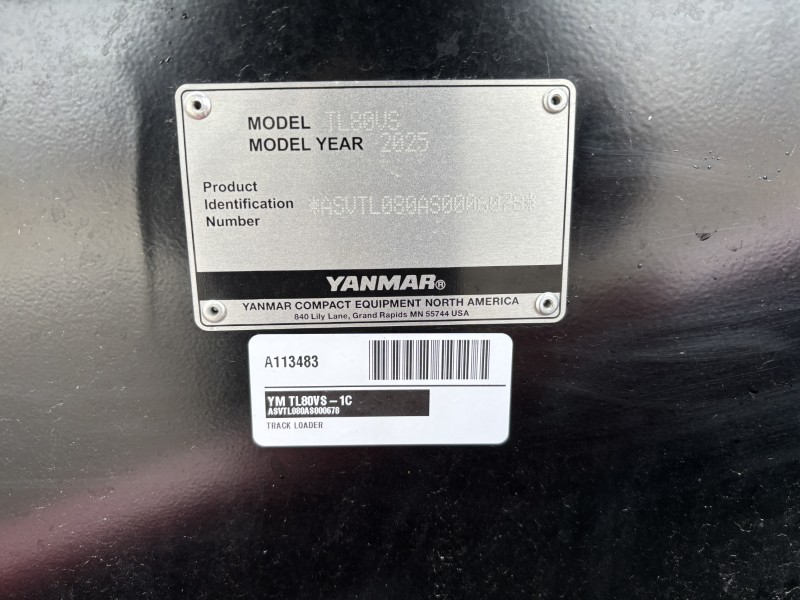 MODEL TL80VS
MODEL YEAR 2025
Product
Identification
Number
*ASVTL080AS0006078*
YANMAR®
YANMAR COMPACT EQUIPMENT NORTH AMERICA
840 Lily Lane, Grand Rapids MN 55744 USA
A113483
YM TL80VS-1C
ASVTL080AS000678
TRACK LOADER